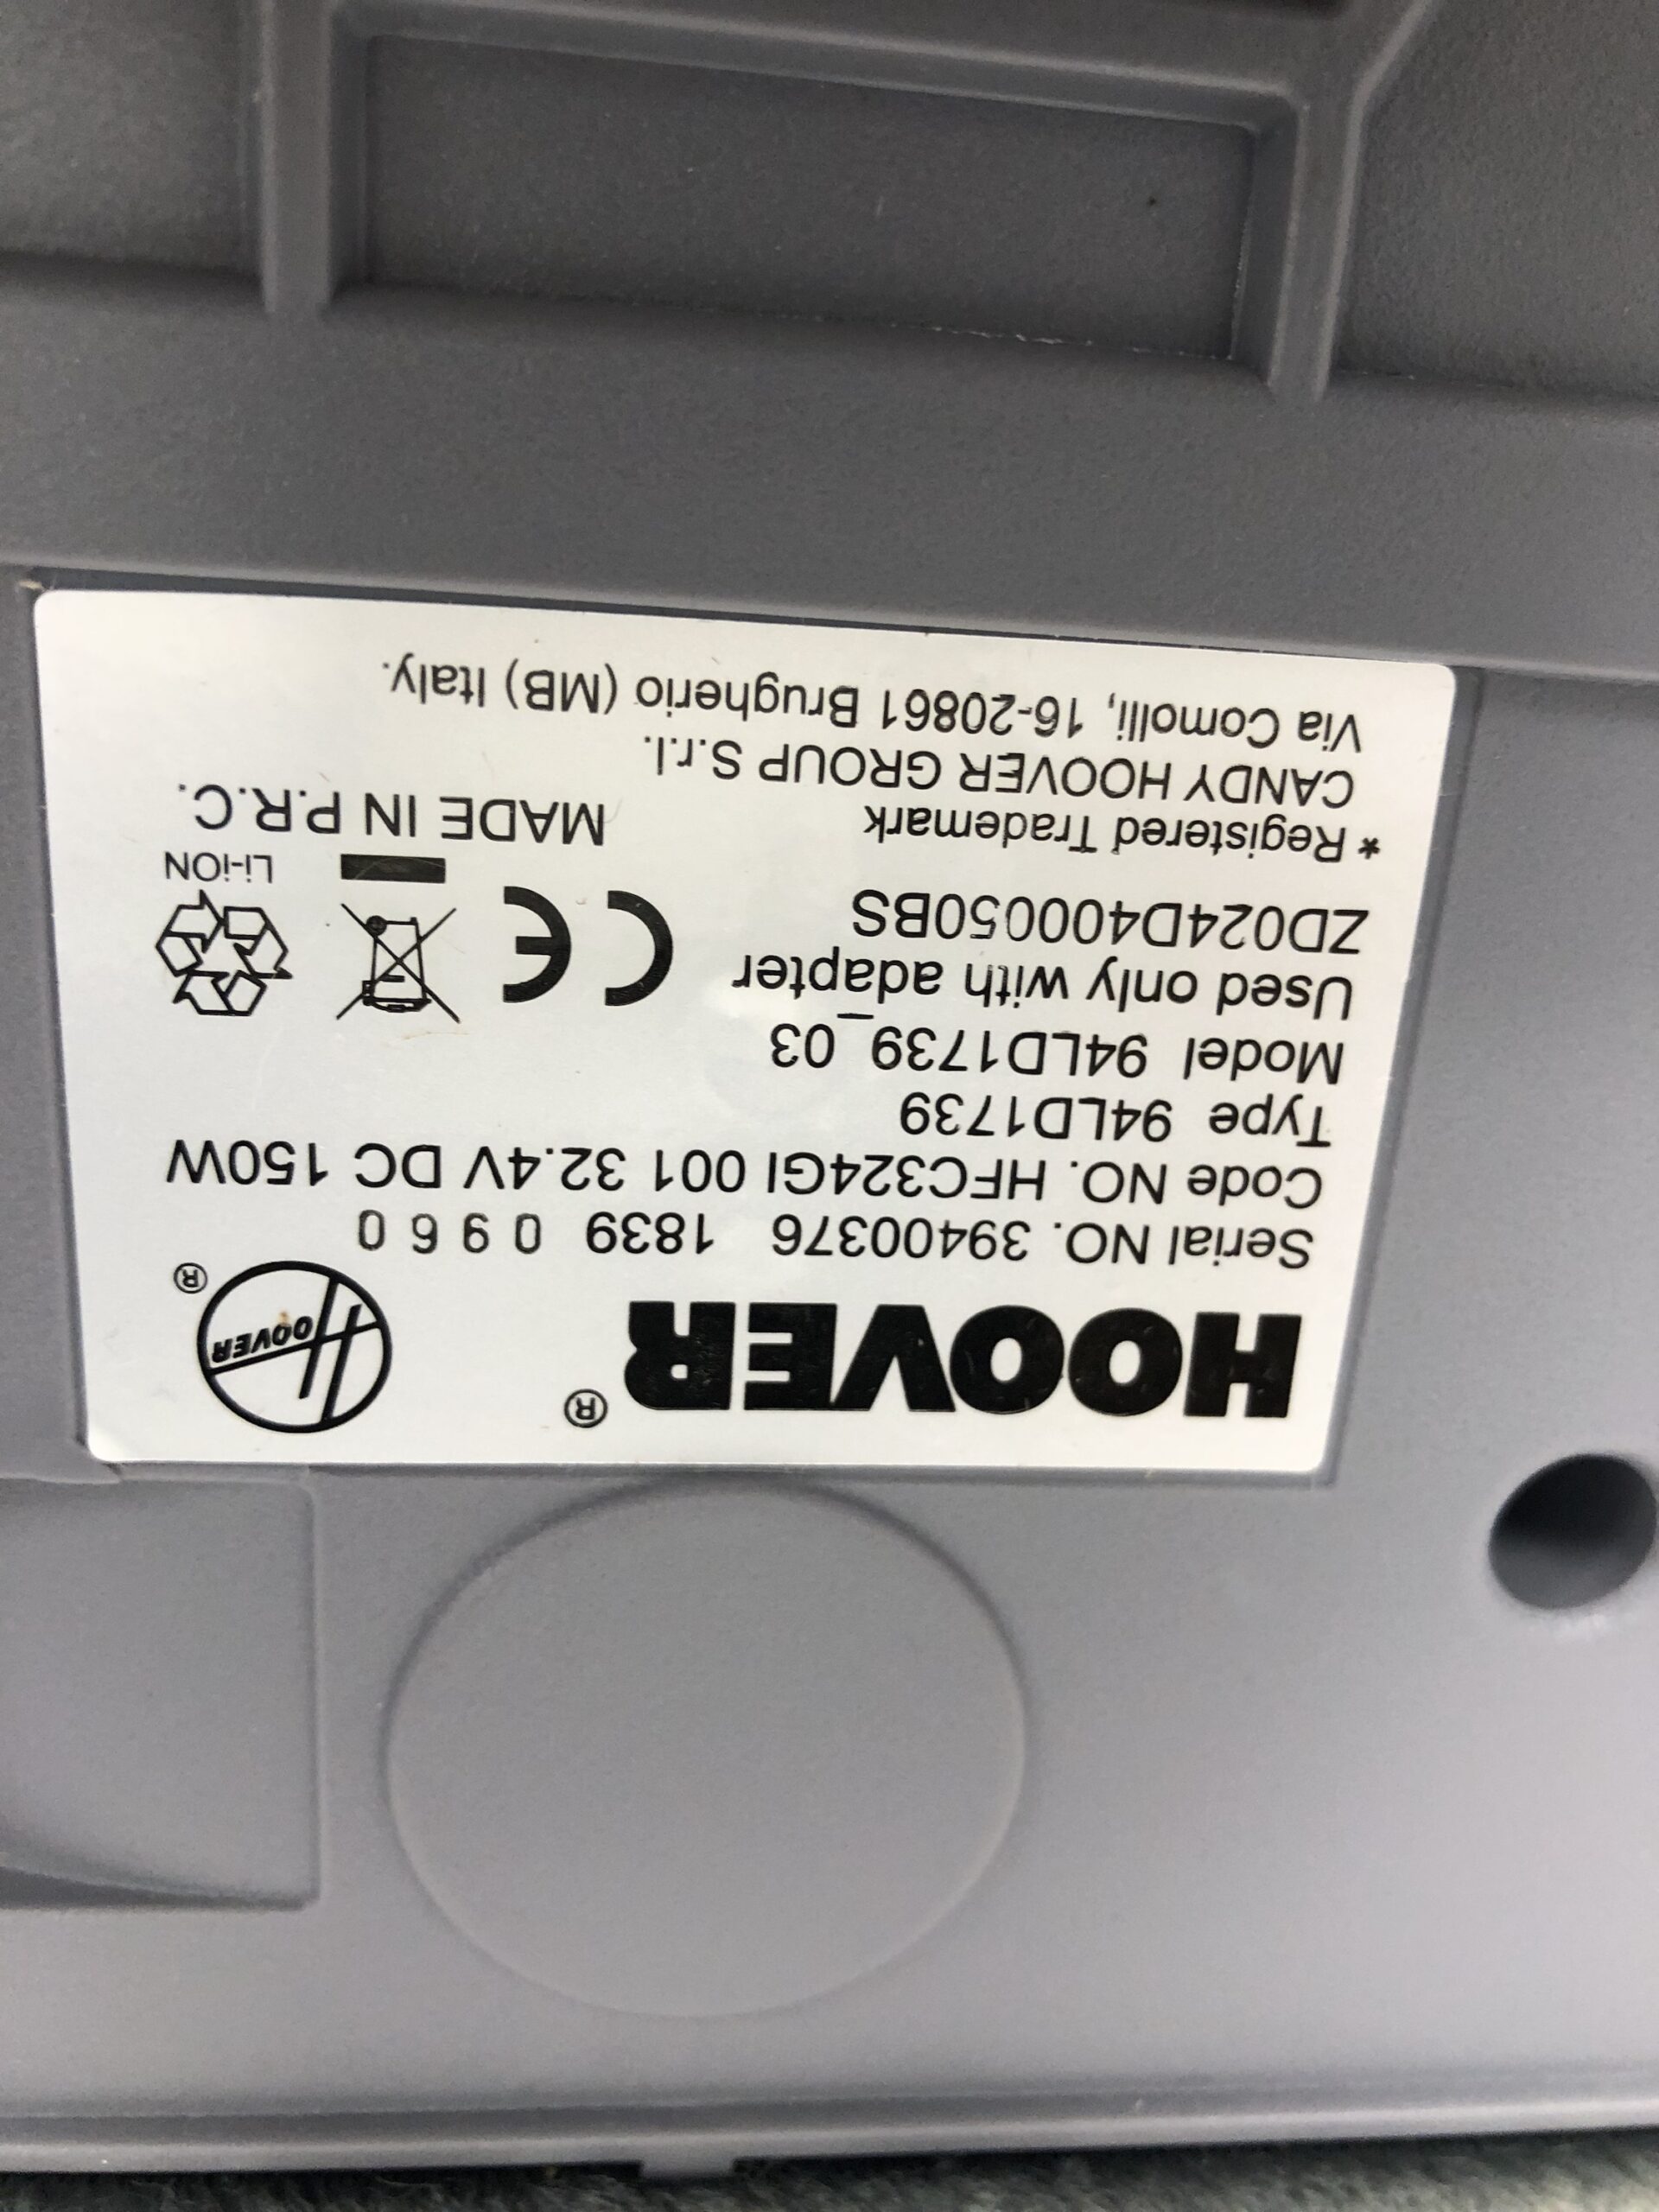 HOOVER ®
HOOVER ®
Serial NO. 39400376 1839 0960
Code NO. HFC324GI 001 32.4V DC 150W
Type 94LD1739
Model 94LD1739_03
Used only with adapter
ZD024D400050BS
CE
Li-iON
* Registered Trademark
MADE IN P.R.C.
CANDY HOOVER GROUP S.r.l.
Via Comolli, 16-20861 Brugherio (MB) Italy.